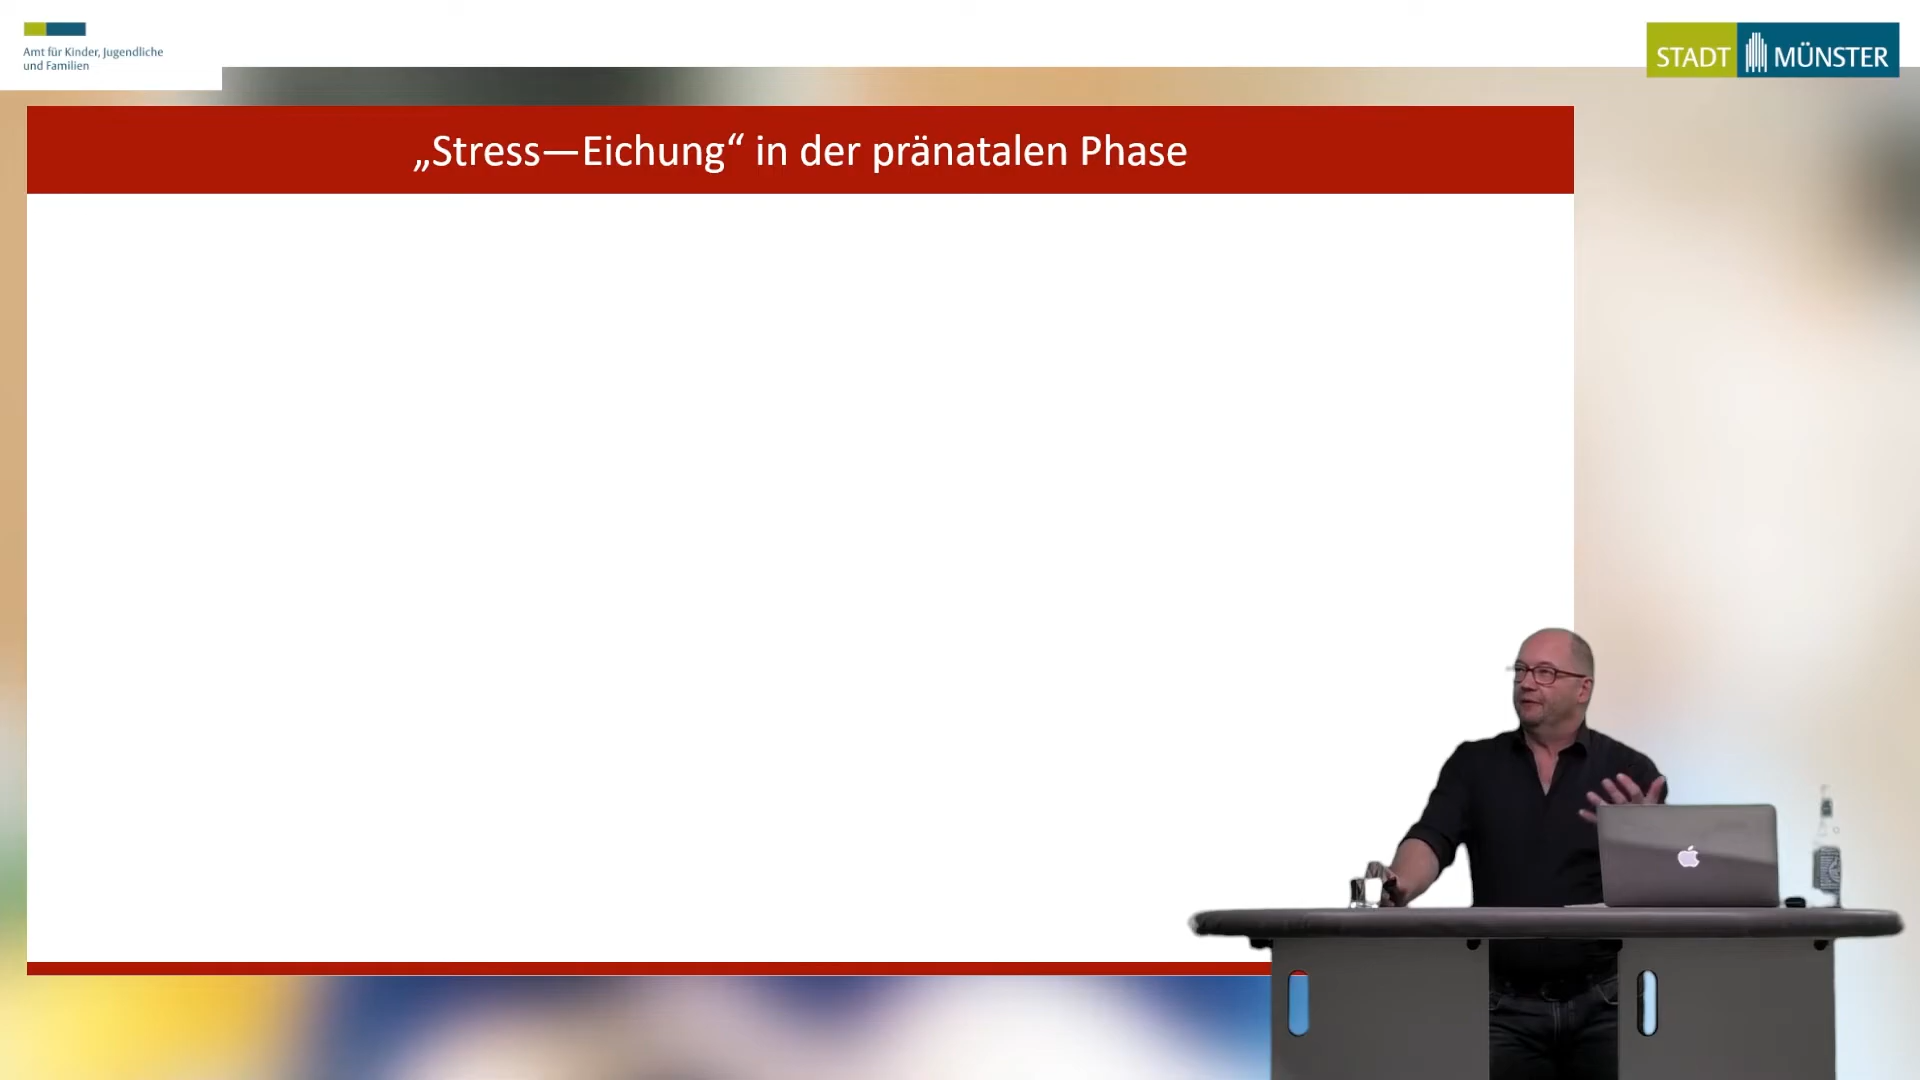 Amt für Kinder, Jugendliche
und Familien
STADT MÜNSTER
„Stress—Eichung“ in der pränatalen Phase